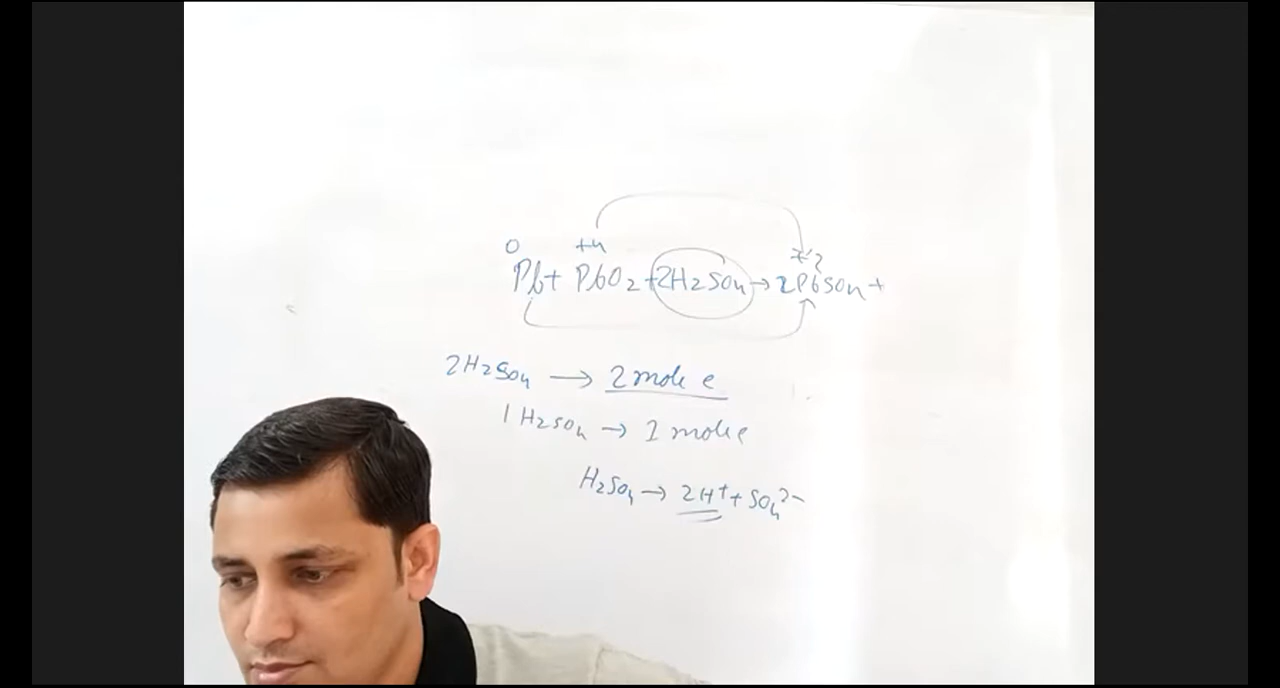 0 +4 +2
Pb + PbO2 + 2H2SO4 → 2PbSO4 +
2H2SO4 → 2 mole e
1 H2SO4 → 1 mole e
H2SO4 → 2H+ + SO4 2-